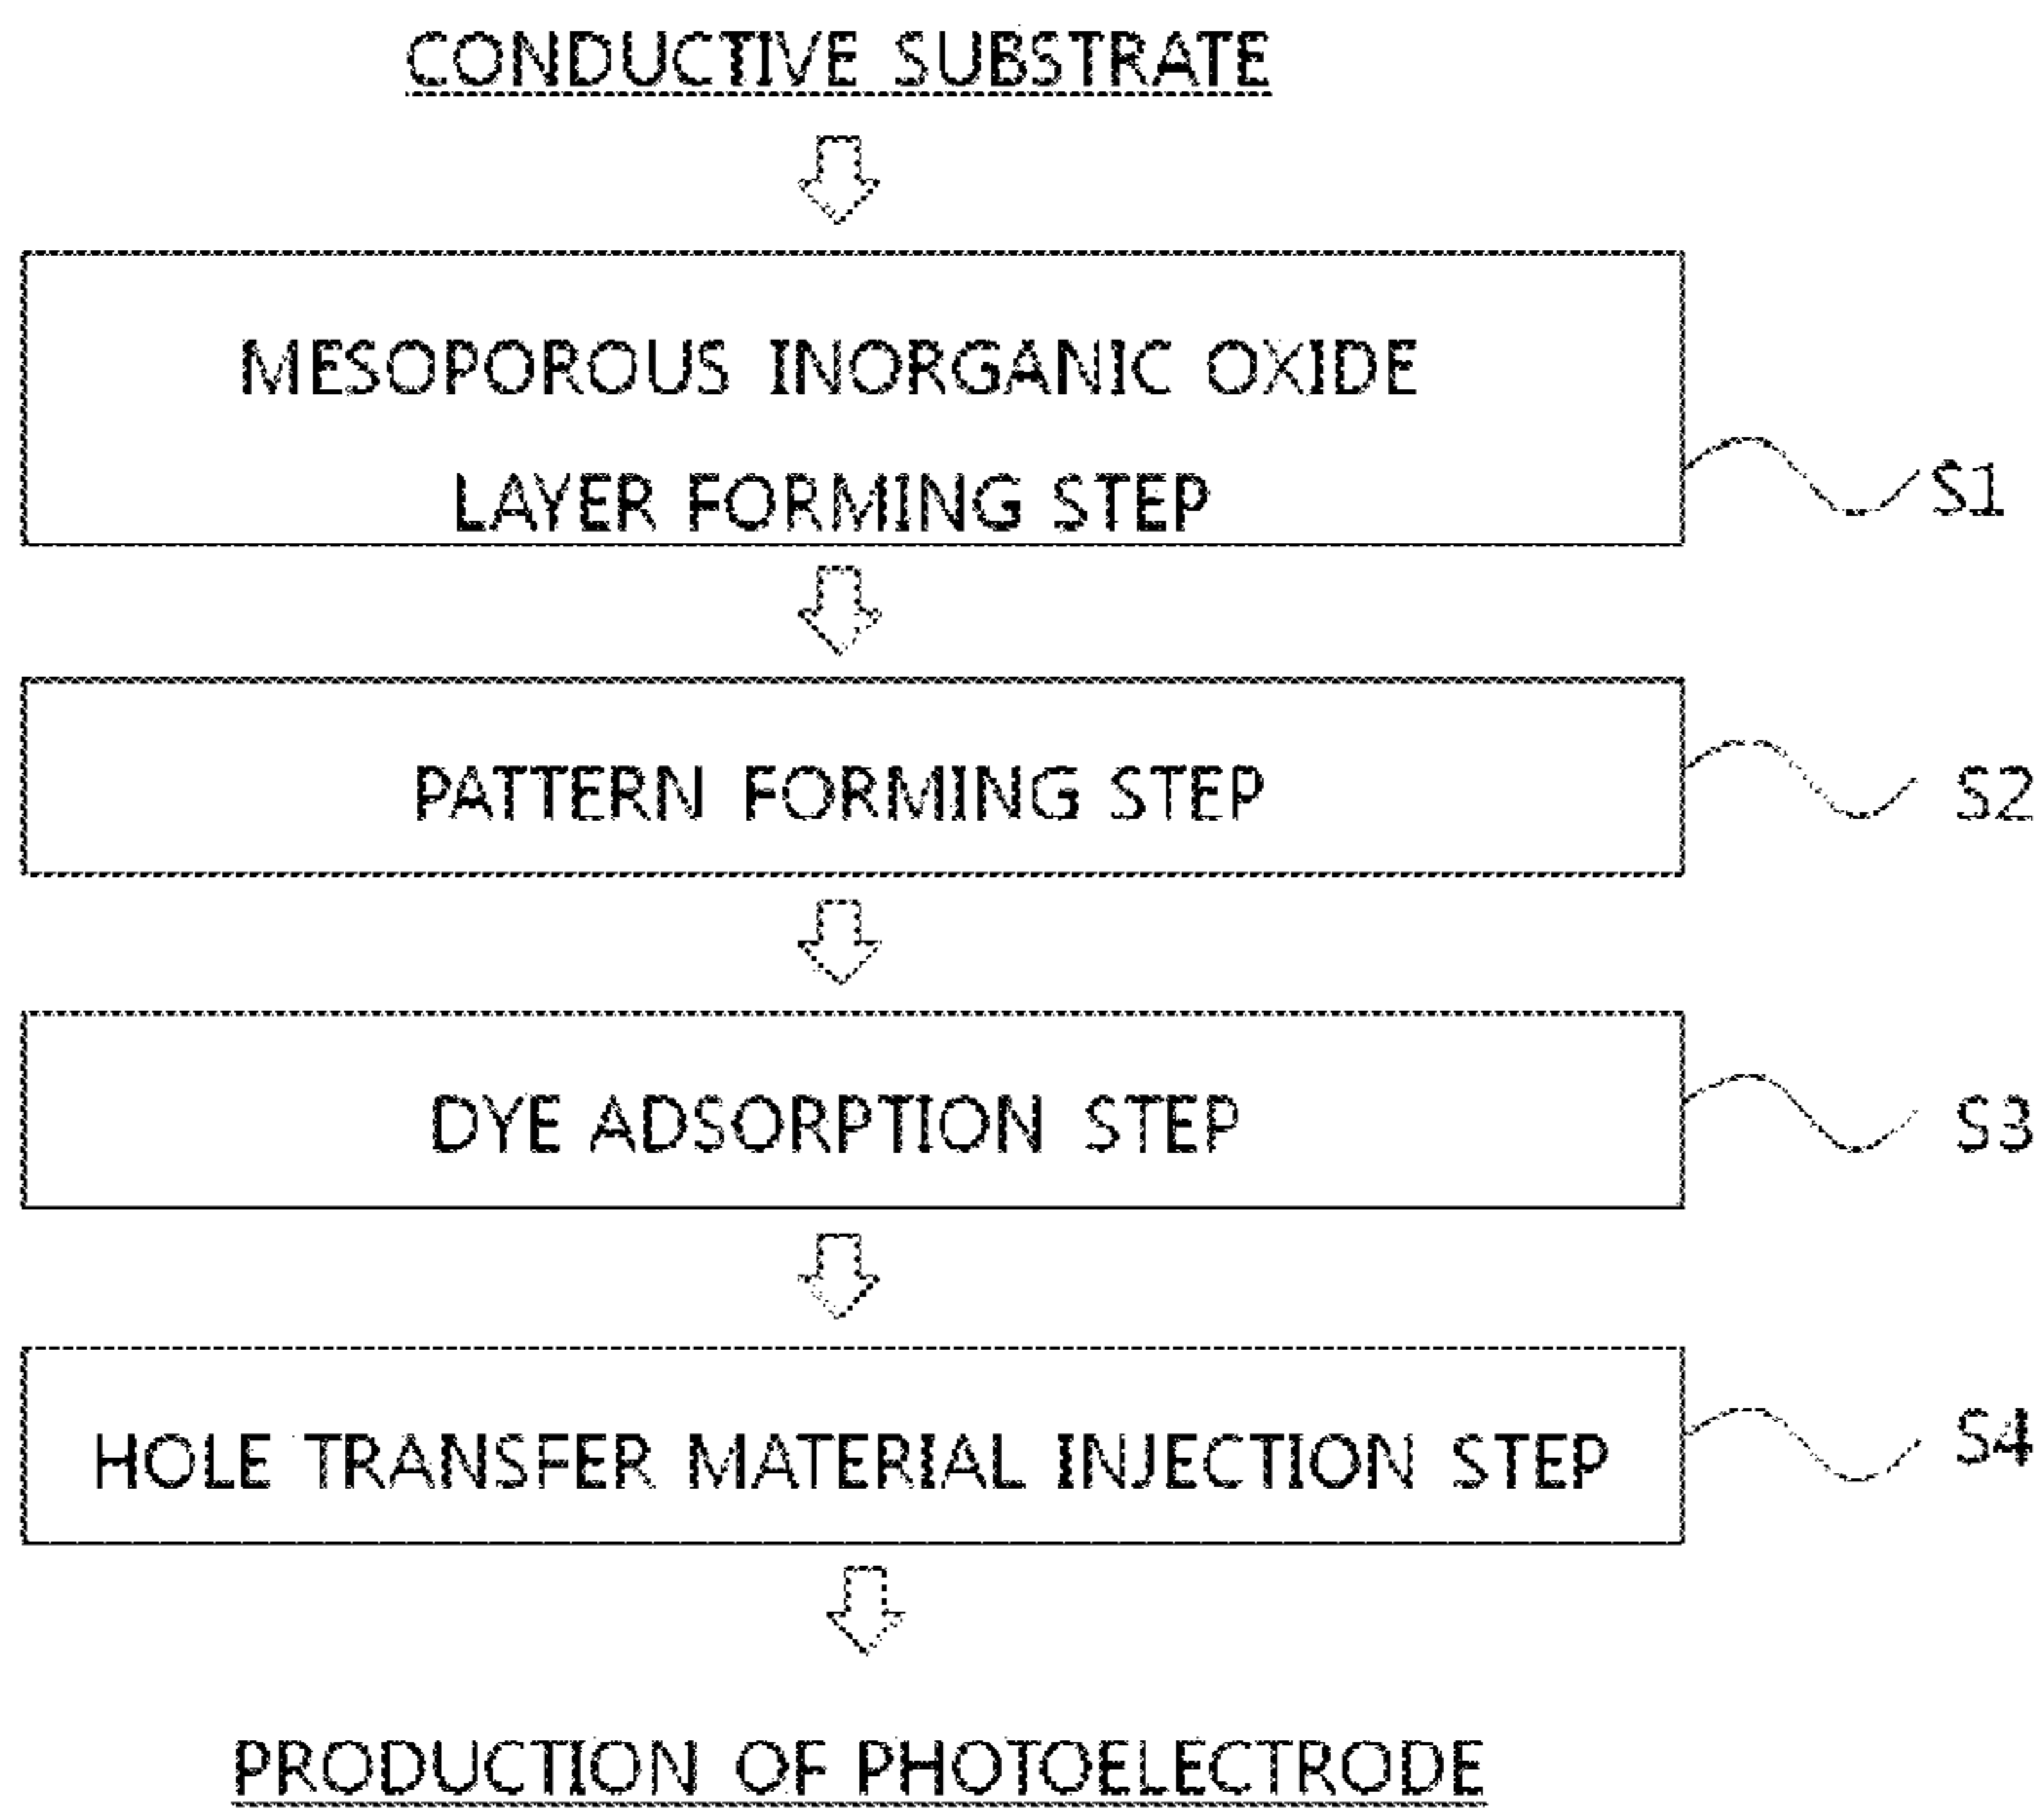 CONDUCTIVE SUBSTRATE
MESOPOROUS INORGANIC OXIDE
LAYER FORMING STEP
S1
PATTERN FORMING STEP
S2
DYE ADSORPTION STEP
S3
HOLE TRANSFER MATERIAL INJECTION STEP
S4
PRODUCTION OF PHOTOELECTRODE